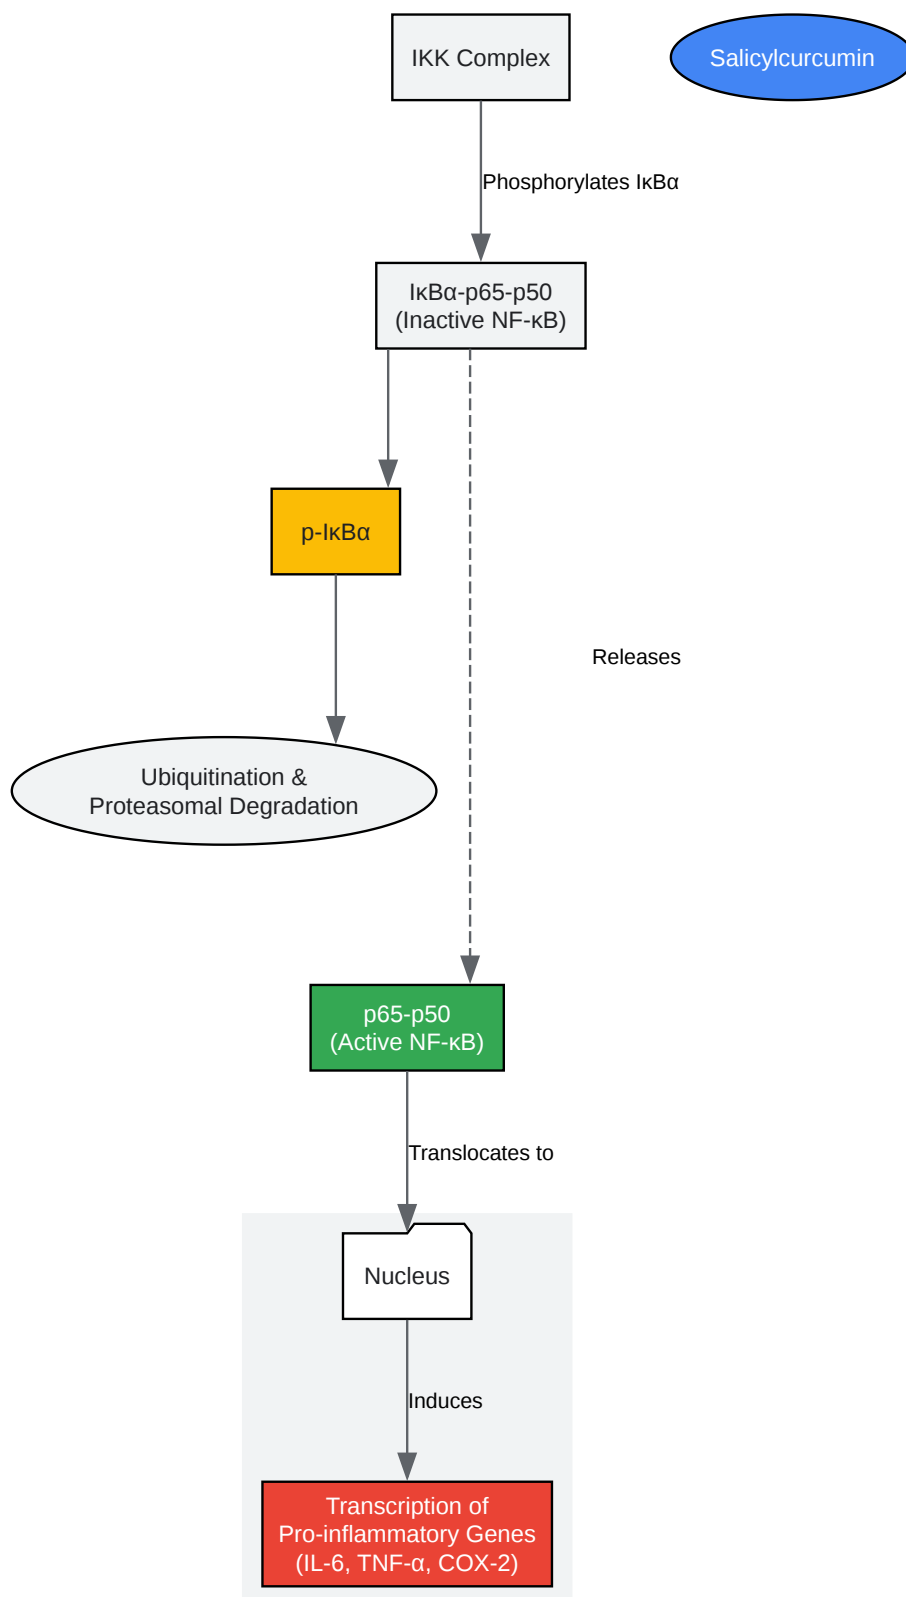 IKK Complex
Salicylcurcumin
Phosphorylates IκBα
IκBα-p65-p50
(Inactive NF-κB)
p-IκBα
Releases
Ubiquitination &
Proteasomal Degradation
p65-p50
(Active NF-κB)
Translocates to
Nucleus
Induces
Transcription of
Pro-inflammatory Genes
(IL-6, TNF-α, COX-2)